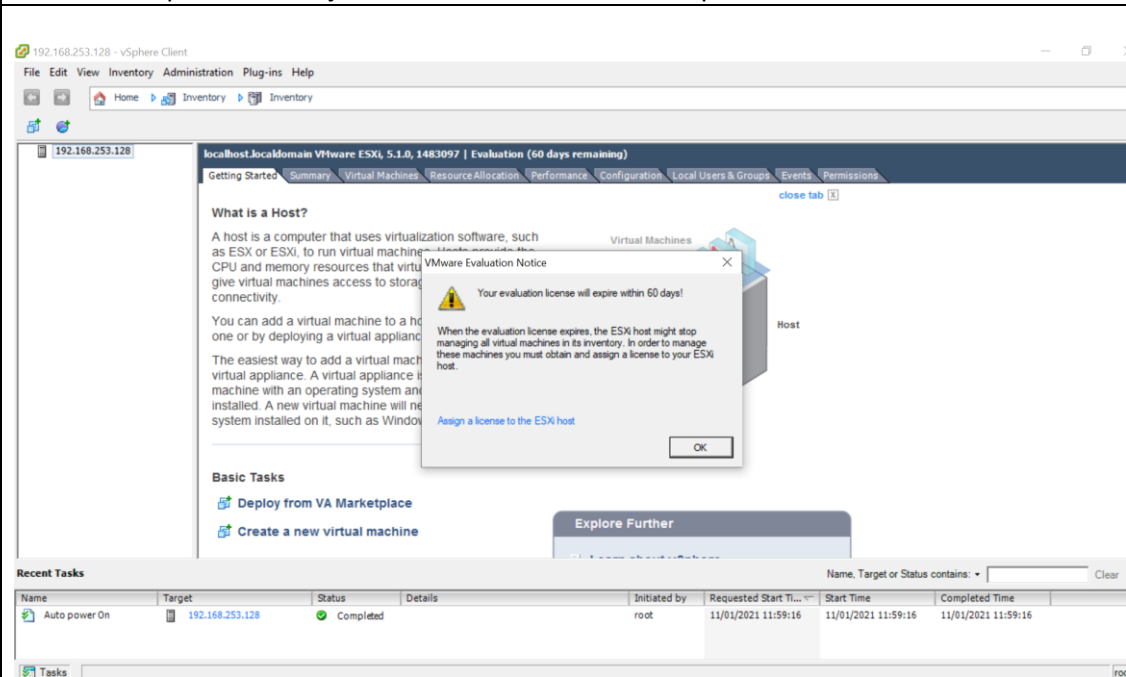 192.168.253.128 - vSphere Client
File Edit View Inventory Administration Plug-ins Help
Home Inventory Inventory
192.168.253.128
localhost.localdomain VMware ESXi, 5.1.0, 1483097 | Evaluation (60 days remaining)
Getting Started Summary Virtual Machines Resource Allocation Performance Configuration Local Users & Groups Events Permissions
close tab X
What is a Host?
A host is a computer that uses virtualization software, such
as ESX or ESXi, to run virtual machines. Hosts provide the
CPU and memory resources that virtu
give virtual machines access to storag
connectivity.
You can add a virtual machine to a ho
one or by deploying a virtual applianc
The easiest way to add a virtual mach
virtual appliance. A virtual appliance i
machine with an operating system and
installed. A new virtual machine will ne
system installed on it, such as Window
Virtual Machines
Host
VMware Evaluation Notice
Your evaluation license will expire within 60 days!
When the evaluation license expires, the ESXi host might stop
managing all virtual machines in its inventory. In order to manage
these machines you must obtain and assign a license to your ESXi
host.
Assign a license to the ESXi host
OK
Basic Tasks
Deploy from VA Marketplace
Create a new virtual machine
Explore Further
Recent Tasks
Name, Target or Status contains: Clear
Name Target Status Details Initiated by Requested Start Ti... Start Time Completed Time
Auto power On 192.168.253.128 Completed root 11/01/2021 11:59:16 11/01/2021 11:59:16 11/01/2021 11:59:16
Tasks